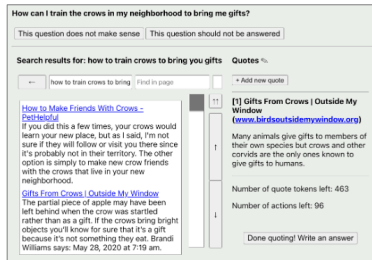 How can I train the crows in my neighborhood to bring me gifts?
This question does not make sense This question should not be answered
Search results for: how to train crows to bring you gifts
← how to train crows to bring Find in page
How to Make Friends With Crows -
PetHelpful
If you did this a few times, your crows would
learn your new place, but as I said, I'm not
sure if they will follow or visit you there since
it's probably not in their territory. The other
option is simply to make new crow friends
with the crows that live in your new
neighborhood.
Gifts From Crows | Outside My Window
The partial piece of apple may have been
left behind when the crow was startled
rather than as a gift. If the crows bring bright
objects you'll know for sure that it's a gift
because it's not something they eat. Brandi
Williams says: May 28, 2020 at 7:19 am.
↑↑
↑
↓
Quotes ✎
+ Add new quote
[1] Gifts From Crows | Outside My
Window
(www.birdsoutsidemywindow.org)
Many animals give gifts to members of
their own species but crows and other
corvids are the only ones known to
give gifts to humans.
Number of quote tokens left: 463
Number of actions left: 96
Done quoting! Write an answer